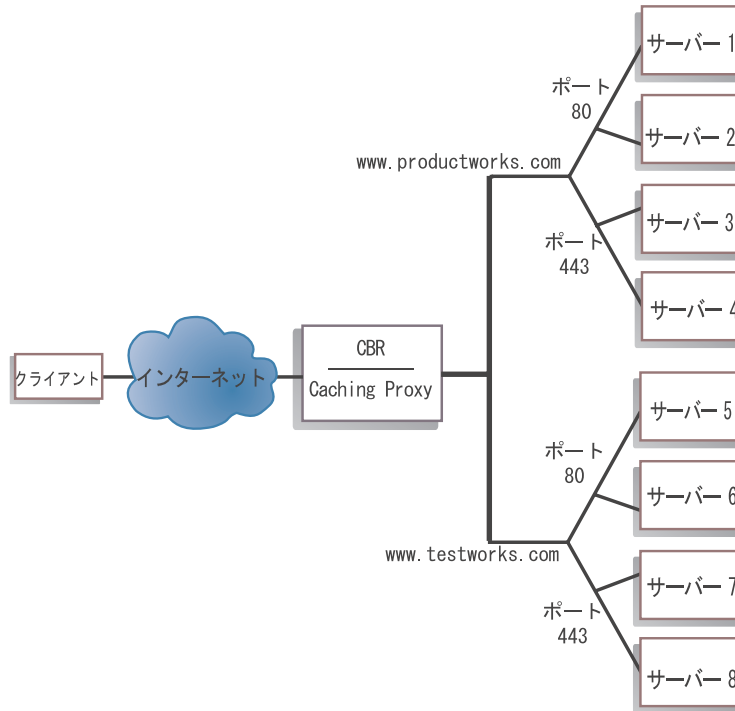 サーバー 1
ポート
80
サーバー 2
www.productworks.com
サーバー 3
ポート
443
サーバー 4
クライアント
インターネット
CBR
Caching Proxy
サーバー 5
ポート
80
サーバー 6
www.testworks.com
サーバー 7
ポート
443
サーバー 8